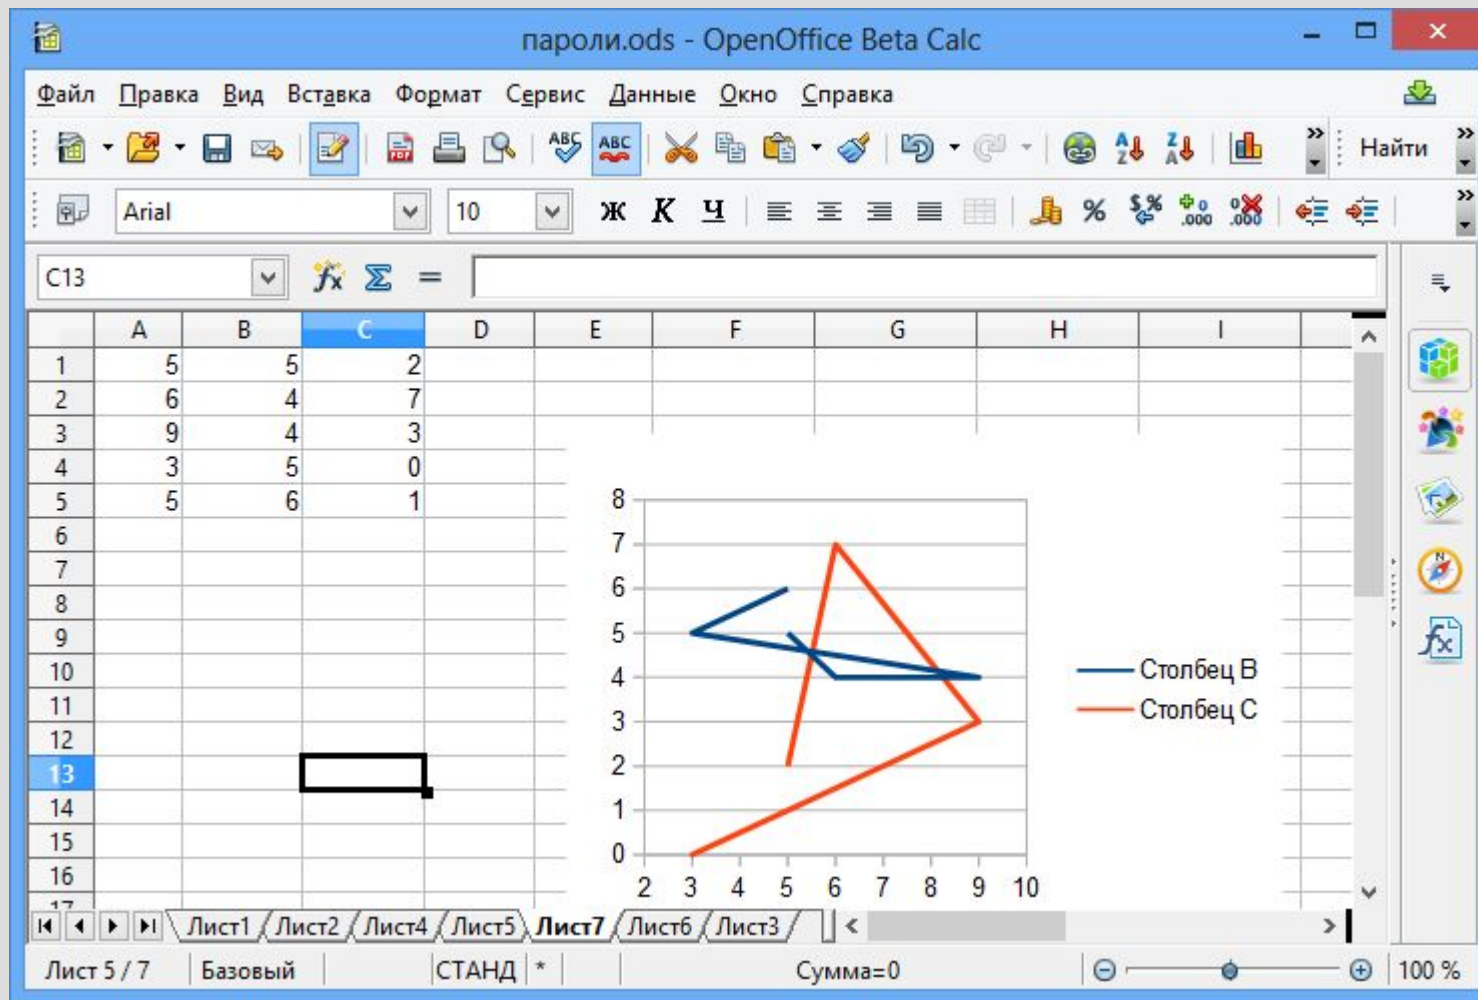 пароли.ods - OpenOffice Beta Calc
Файл Правка Вид Вставка Формат Сервис Данные Окно Справка
ABC ABC Найти
Arial 10 Ж К Ч
C13
A B C D E F G H I
1 5 5 2
2 6 4 7
3 9 4 3
4 3 5 0
5 5 6 1
6
7
8
9
10
11
12
13
14
15
16
17
8
7
6
5
4
3
2
1
0
2 3 4 5 6 7 8 9 10
Столбец B
Столбец C
Лист1 Лист2 Лист4 Лист5 Лист7 Лист6 Лист3
Лист 5 / 7 Базовый СТАНД * Сумма=0 100 %